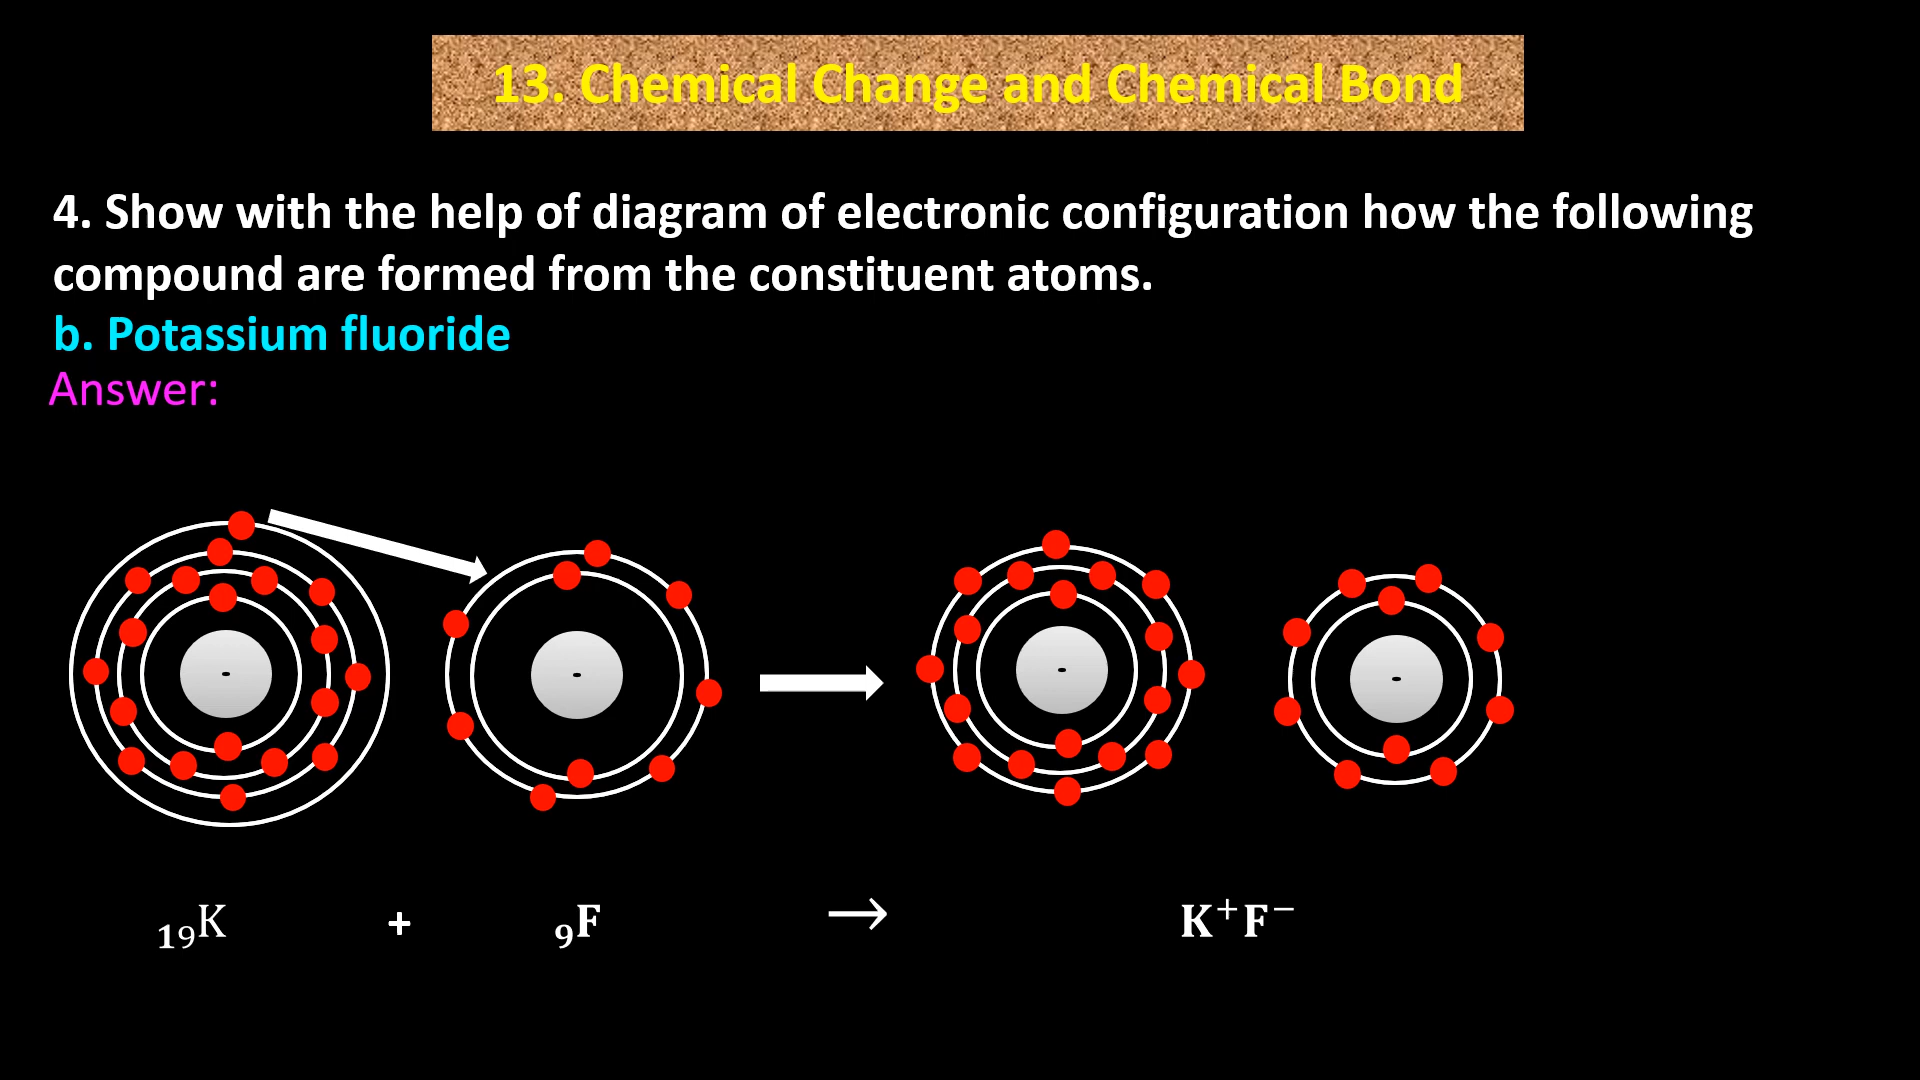 13. Chemical Change and Chemical Bond
4. Show with the help of diagram of electronic configuration how the following
compound are formed from the constituent atoms.
b. Potassium fluoride
Answer:
- - - -
₁₉K + ₉F → K⁺F⁻